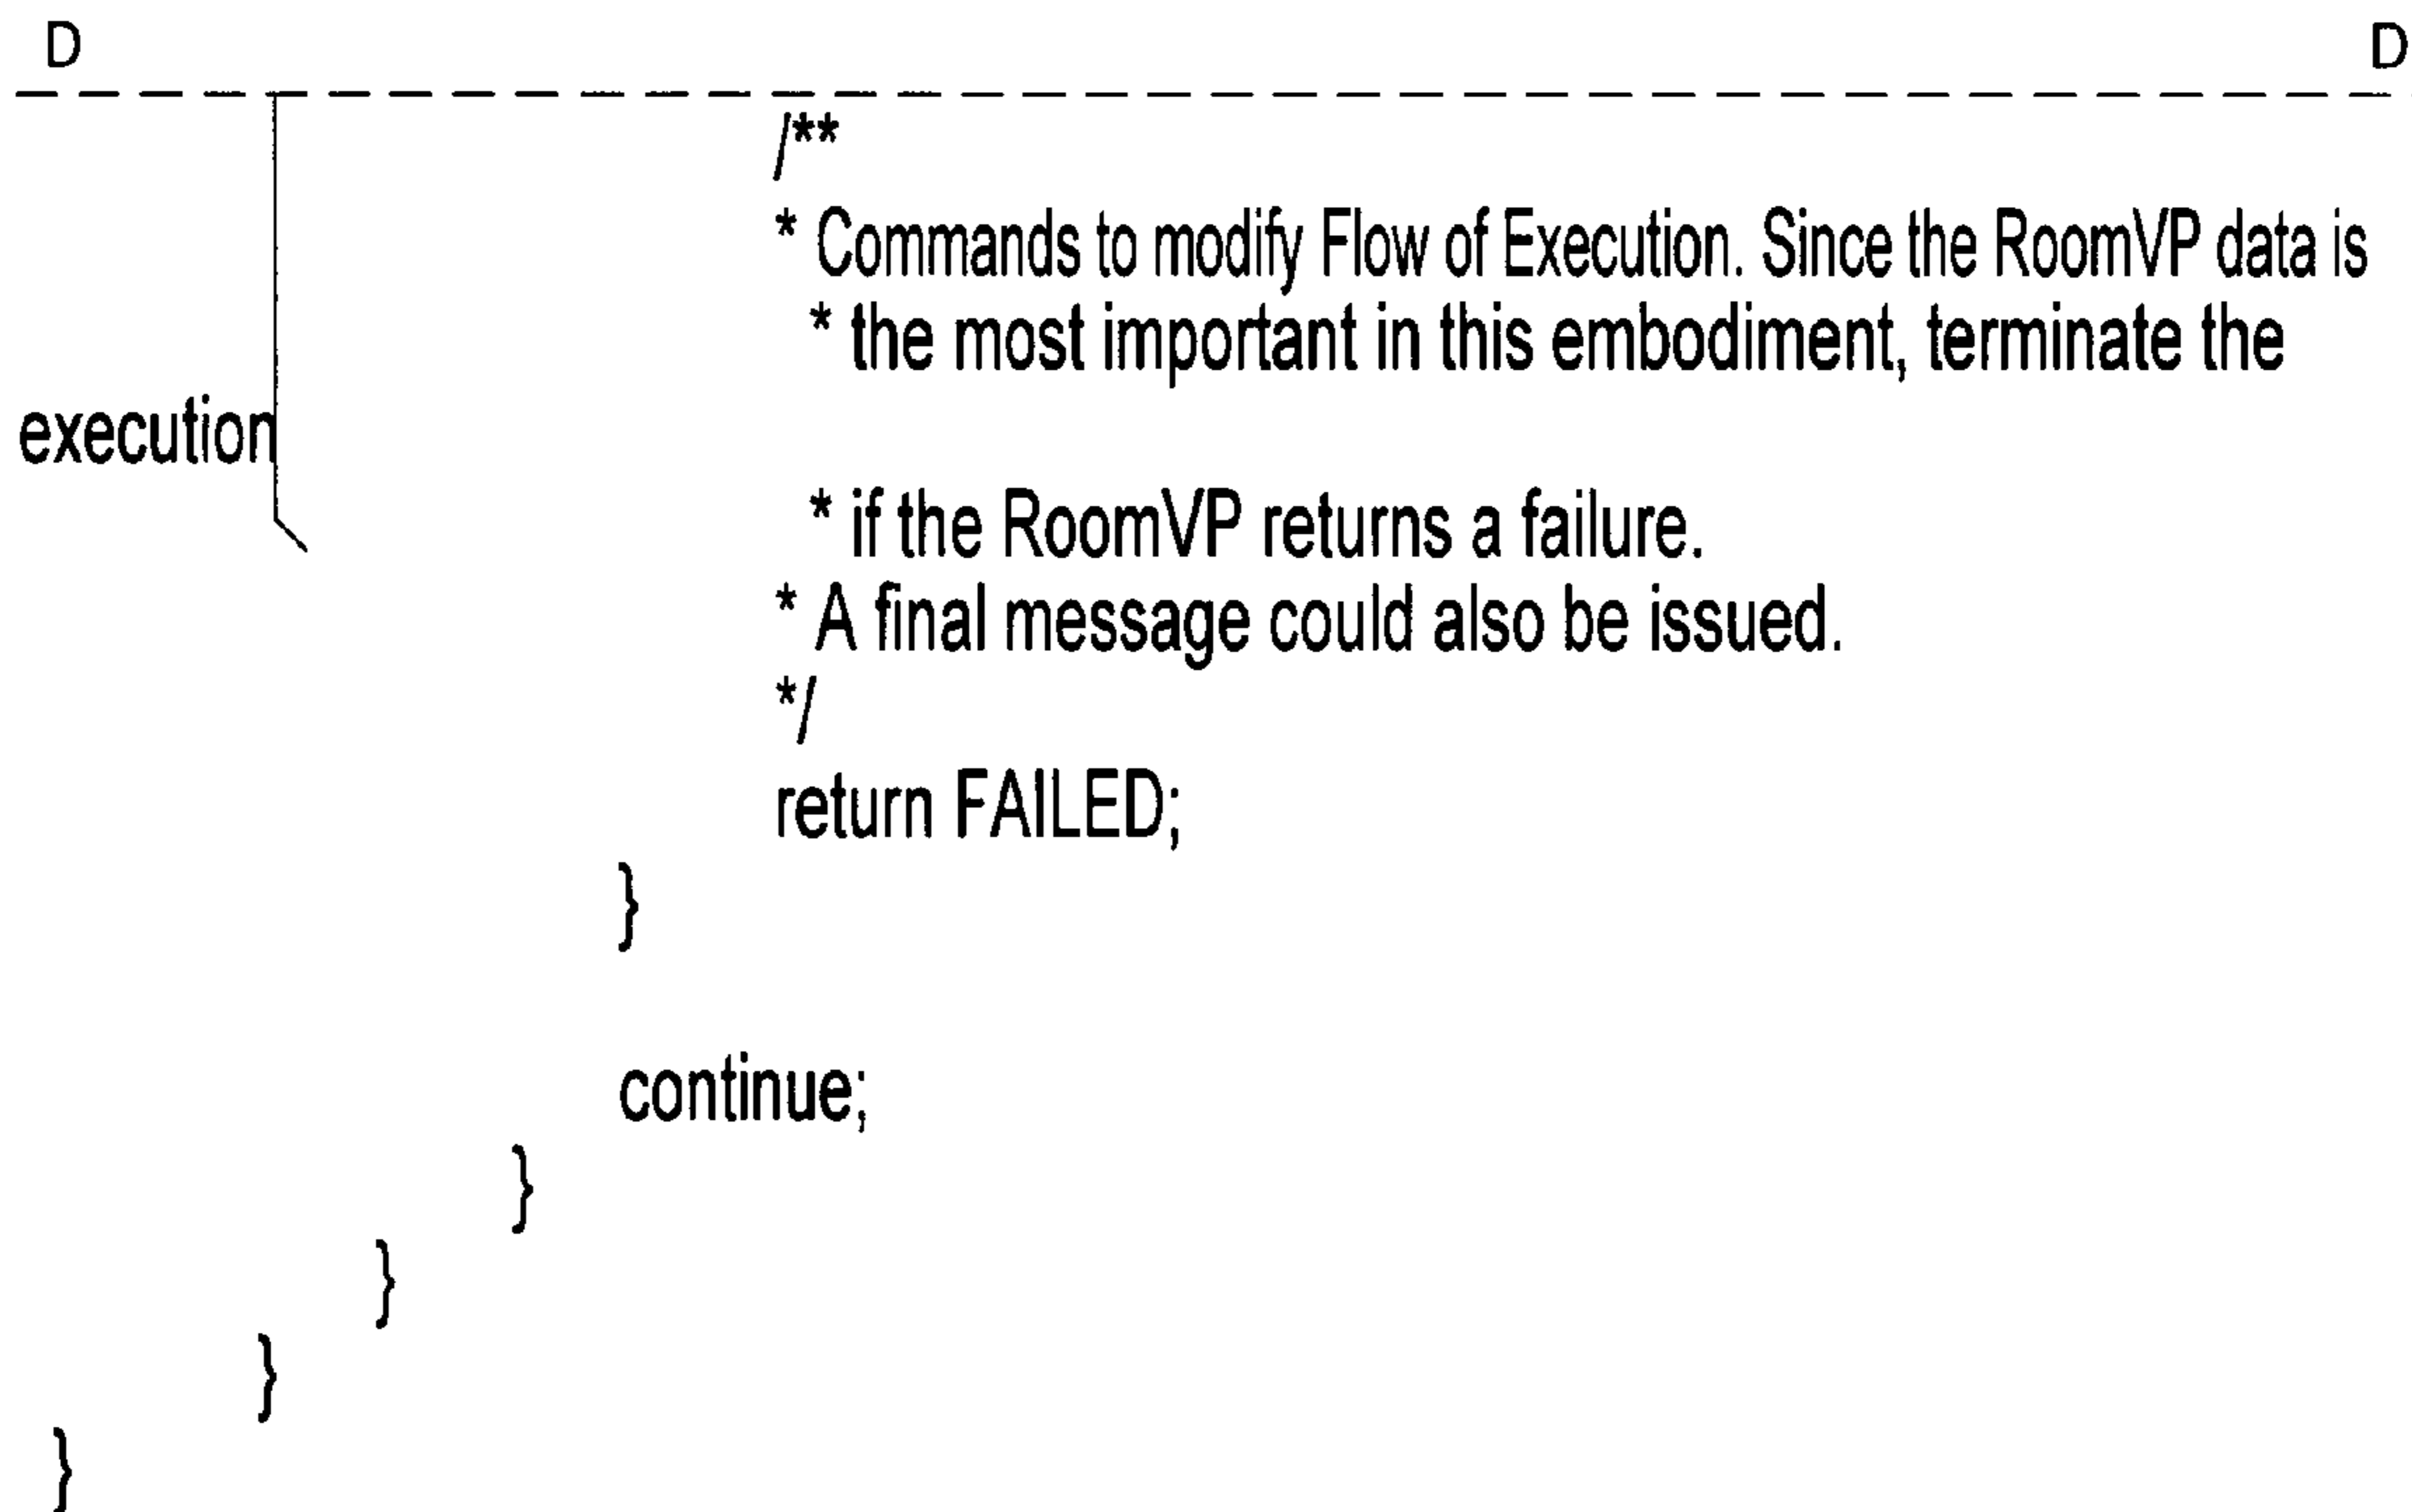 D D
/**
* Commands to modify Flow of Execution. Since the RoomVP data is
* the most important in this embodiment, terminate the
execution
* if the RoomVP returns a failure.
* A final message could also be issued.
*/
return FAILED;
}
continue;
}
}
}
}